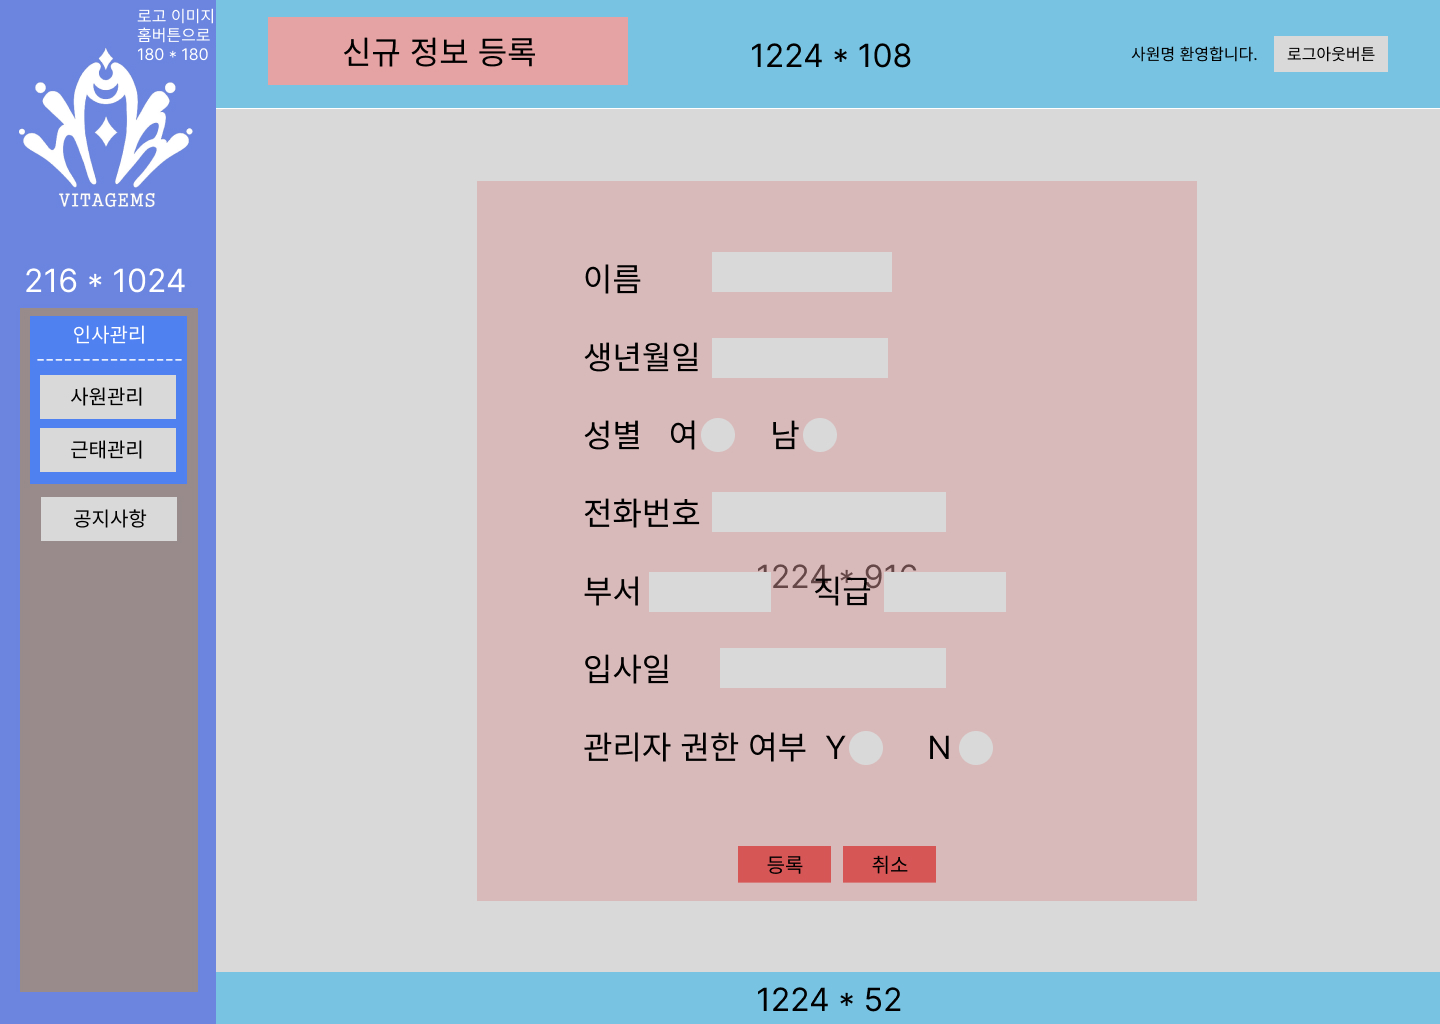 로고 이미지
홈버튼으로
180 * 180
VITAGEMS
216 * 1024
인사관리
----------------
사원관리
근태관리
공지사항
신규 정보 등록
1224 * 108
사원명 환영합니다.
로그아웃버튼
이름
생년월일
성별 여 남
전화번호
1224 * 916
부서 직급
입사일
관리자 권한 여부 Y N
등록 취소
1224 * 52